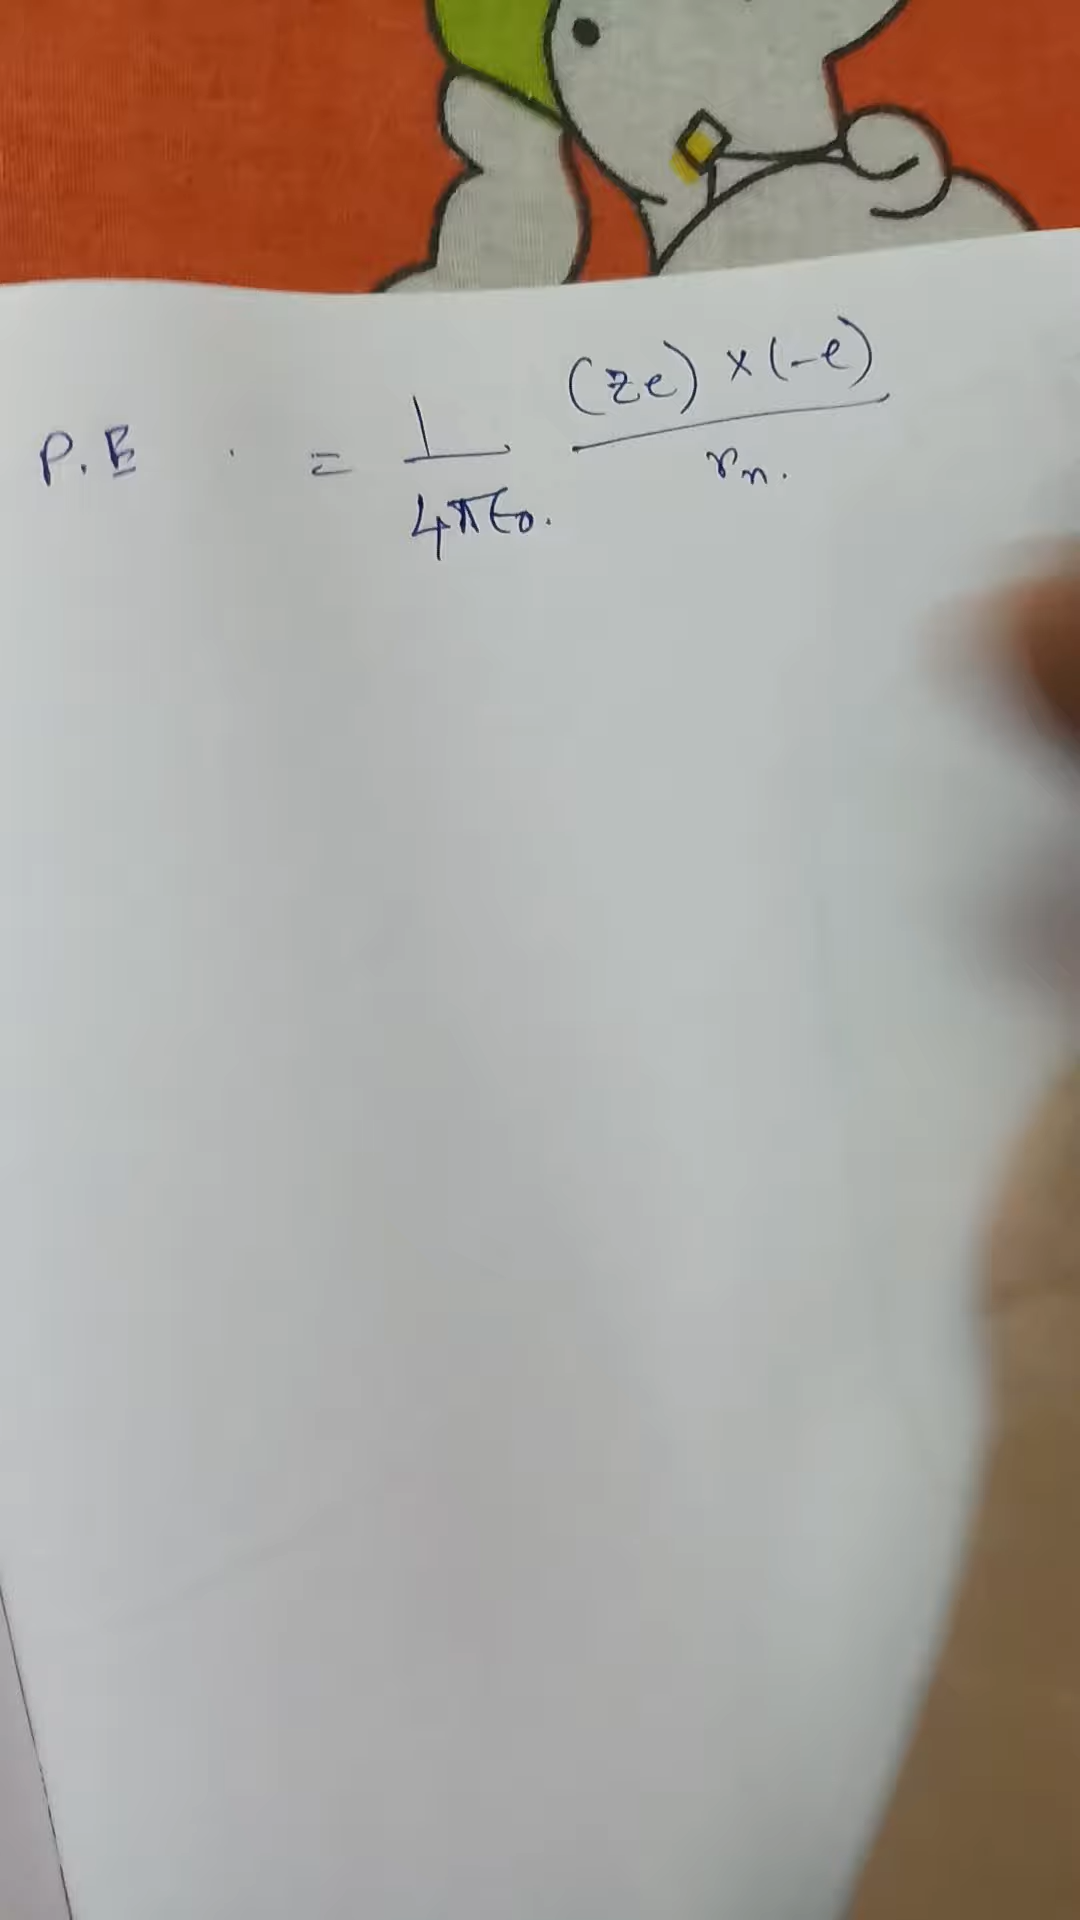 P.E = 1/4πε₀. (ze) × (-e)/rₙ.